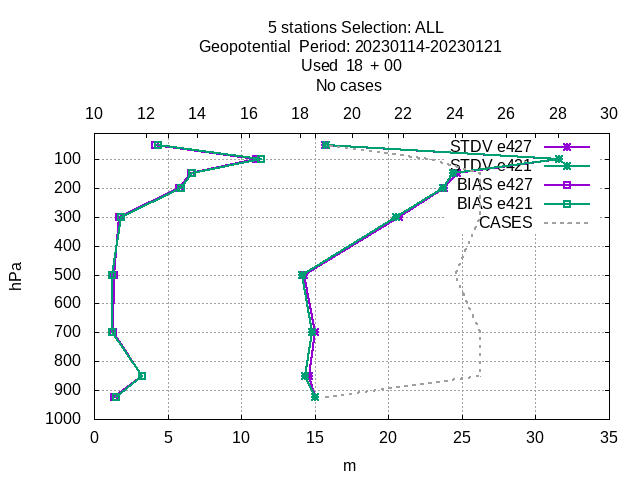 5 stations Selection: ALL
Geopotential Period: 20230114-20230121
Used 18 + 00
No cases
10 12 14 16 18 20 22 24 26 28 30
STDV e427
STDV e421
BIAS e427
BIAS e421
CASES
100
200
300
400
500
600
700
800
900
1000
hPa
0 5 10 15 20 25 30 35
m